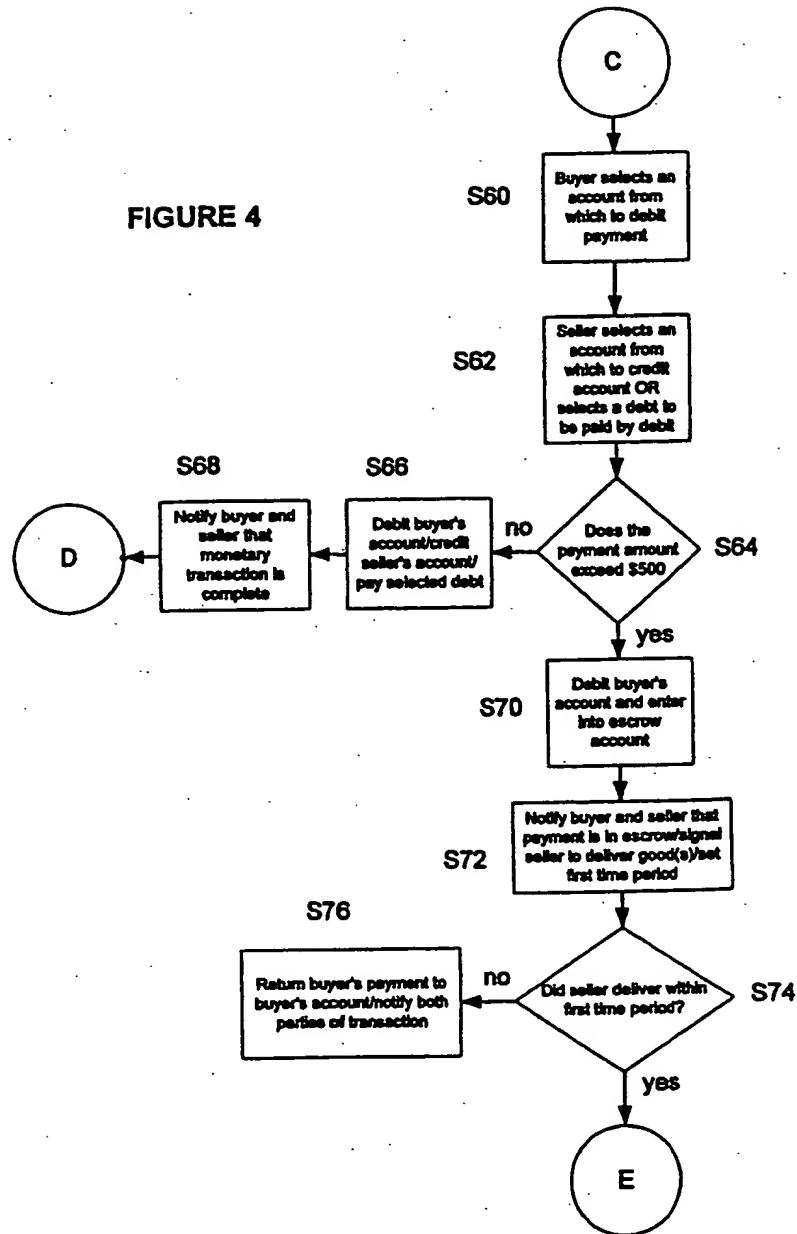 C
S60
Buyer selects an
account from
which to debit
payment
FIGURE 4
S62
Seller selects an
account from
which to credit
account OR
selects a debt to
be paid by debit
S68
S66
Notify buyer and
seller that
monetary
transaction is
complete
Debit buyer's
account/credit
seller's account/
pay selected debt
no
Does the
payment amount
exceed $500
S64
D
yes
S70
Debit buyer's
account and enter
into escrow
account
S72
Notify buyer and seller that
payment is in escrow/signal
seller to deliver good(s)/set
first time period
S76
Return buyer's payment to
buyer's account/notify both
parties of transaction
no
Did seller deliver within
first time period?
S74
yes
E